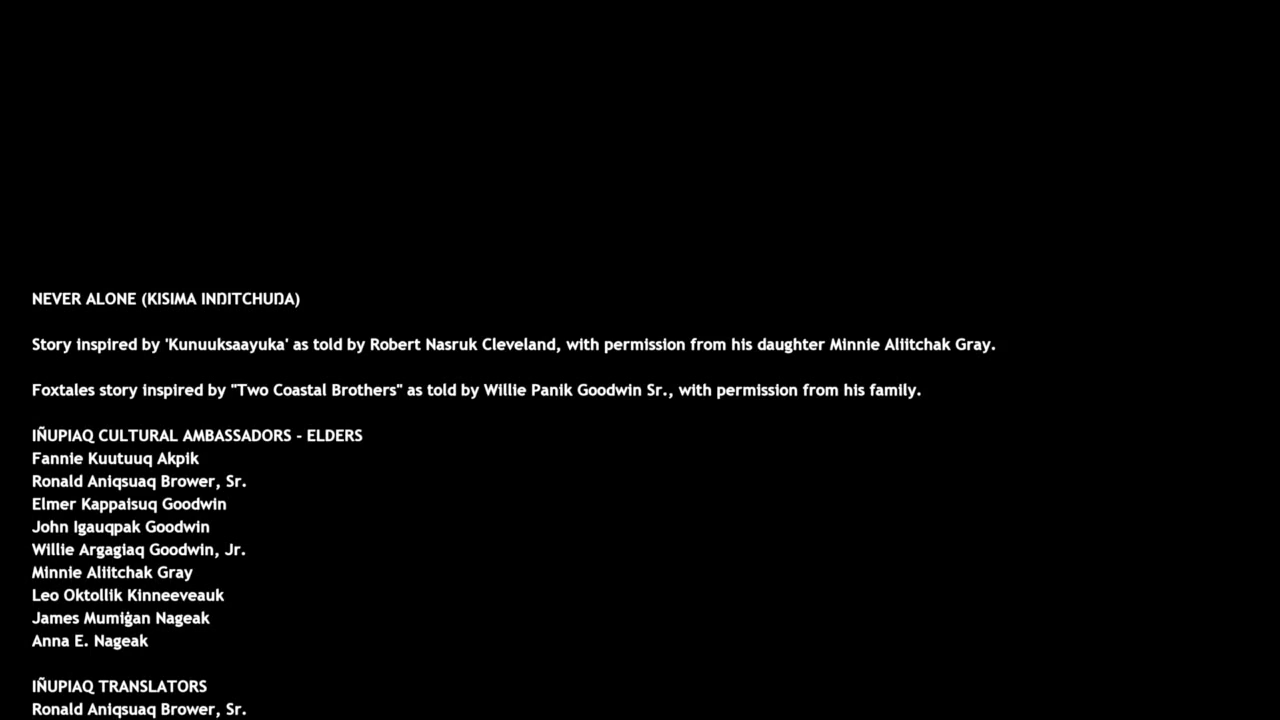 NEVER ALONE (KISIMA INŊITCHUŊA)
Story inspired by 'Kunuuksaayuka' as told by Robert Nasruk Cleveland, with permission from his daughter Minnie Aliitchak Gray.
Foxtales story inspired by "Two Coastal Brothers" as told by Willie Panik Goodwin Sr., with permission from his family.
IÑUPIAQ CULTURAL AMBASSADORS - ELDERS
Fannie Kuutuuq Akpik
Ronald Aniqsuaq Brower, Sr.
Elmer Kappaisuq Goodwin
John Igauqpak Goodwin
Willie Argagiaq Goodwin, Jr.
Minnie Aliitchak Gray
Leo Oktollik Kinneeveauk
James Mumiġan Nageak
Anna E. Nageak
IÑUPIAQ TRANSLATORS
Ronald Aniqsuaq Brower, Sr.